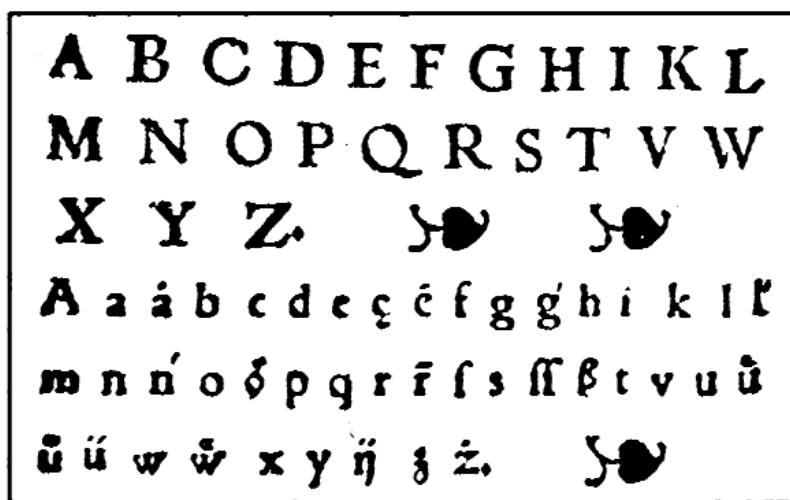 A B C D E F G H I K L
M N O P Q R S T V W
X Y Z. ❧ ❧
A a å b c d e ç ĉ f g g̍ h i k l
m n ń o p q r r̄ ſ s ſſ ß t v u ů
ű w ẘ x y ʒ ż. ❧